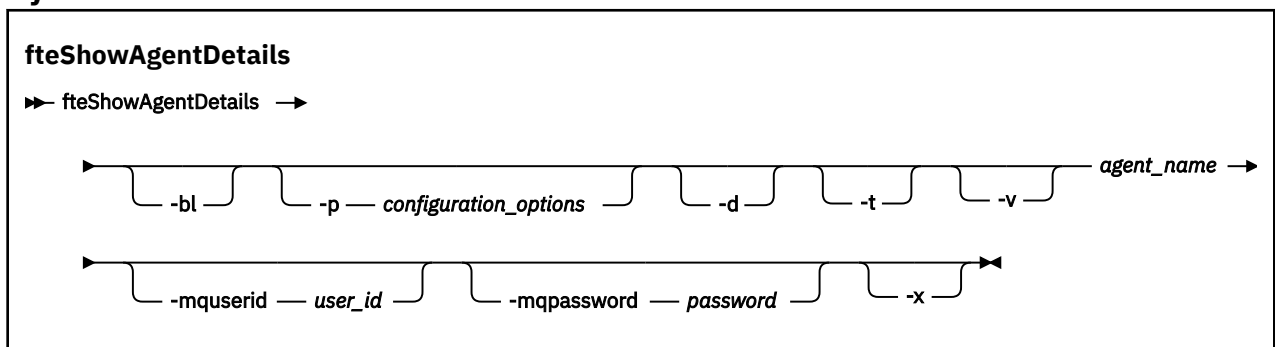 fteShowAgentDetails
fteShowAgentDetails
agent_name
-bl -p configuration_options -d -t -v
-mquserid user_id -mqpassword password -x